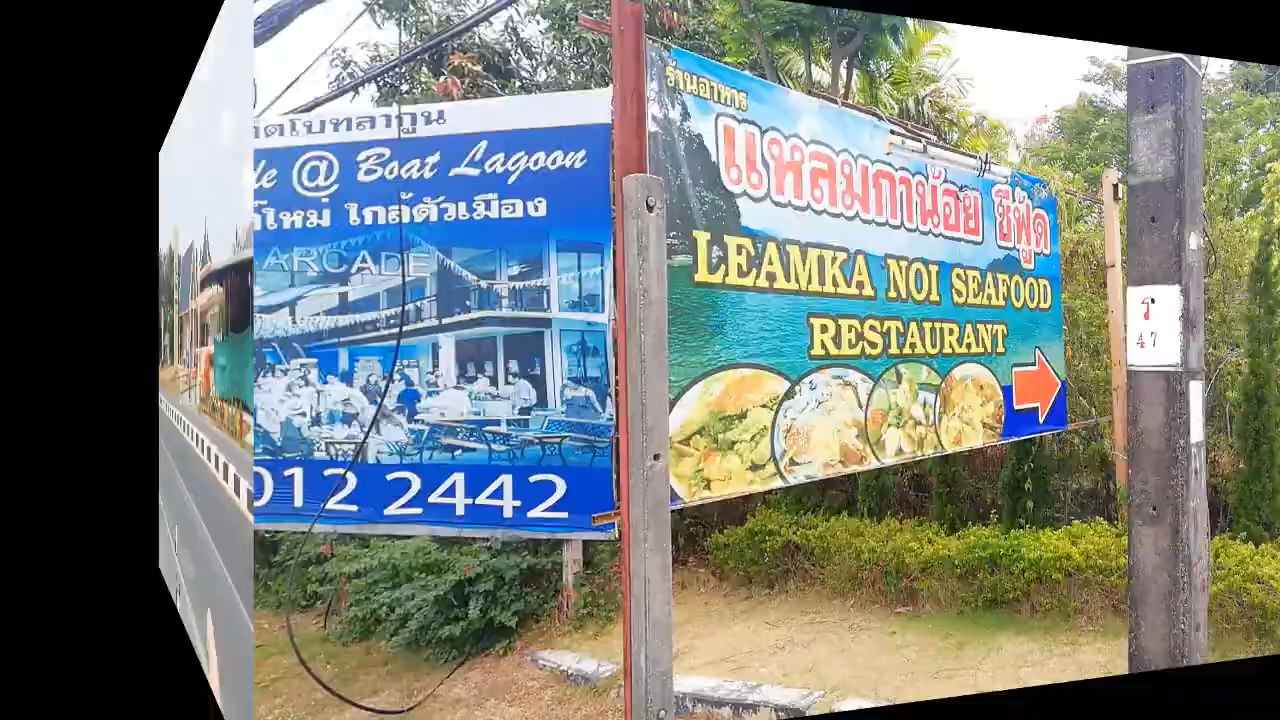 โบทลากูน
@ Boat Lagoon
ใหม่ ใกล้ตัวเมือง
ARCADE
012 2442
ร้านอาหาร
แหลมกาน้อย ซีฟู้ด
LEAMKA NOI SEAFOOD
RESTAURANT
ร
47